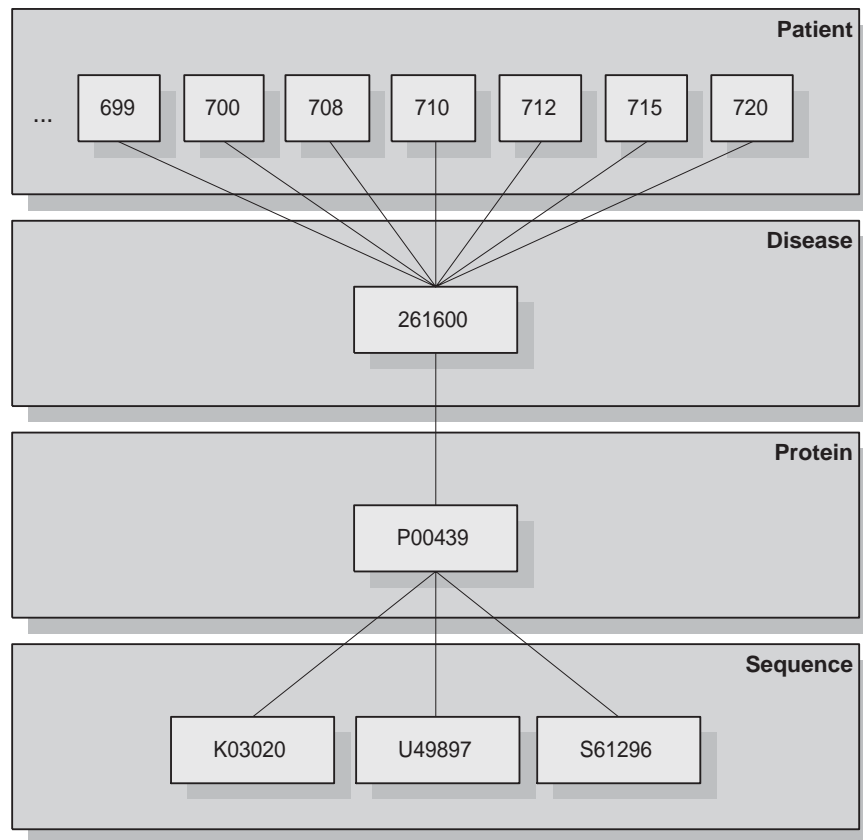 Patient
... 699 700 708 710 712 715 720
Disease
261600
Protein
P00439
Sequence
K03020 U49897 S61296